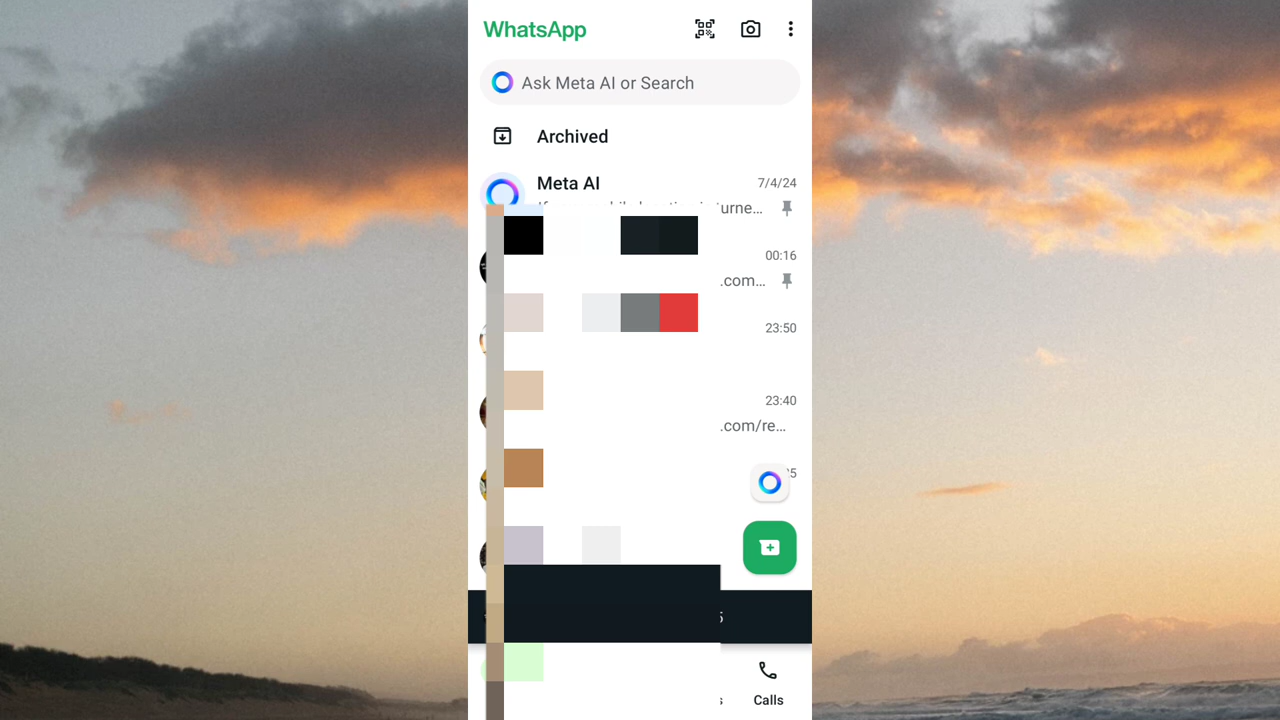 WhatsApp
Ask Meta AI or Search
Archived
Meta AI
7/4/24
00:16
.com…
23:50
23:40
.com/re…
Calls